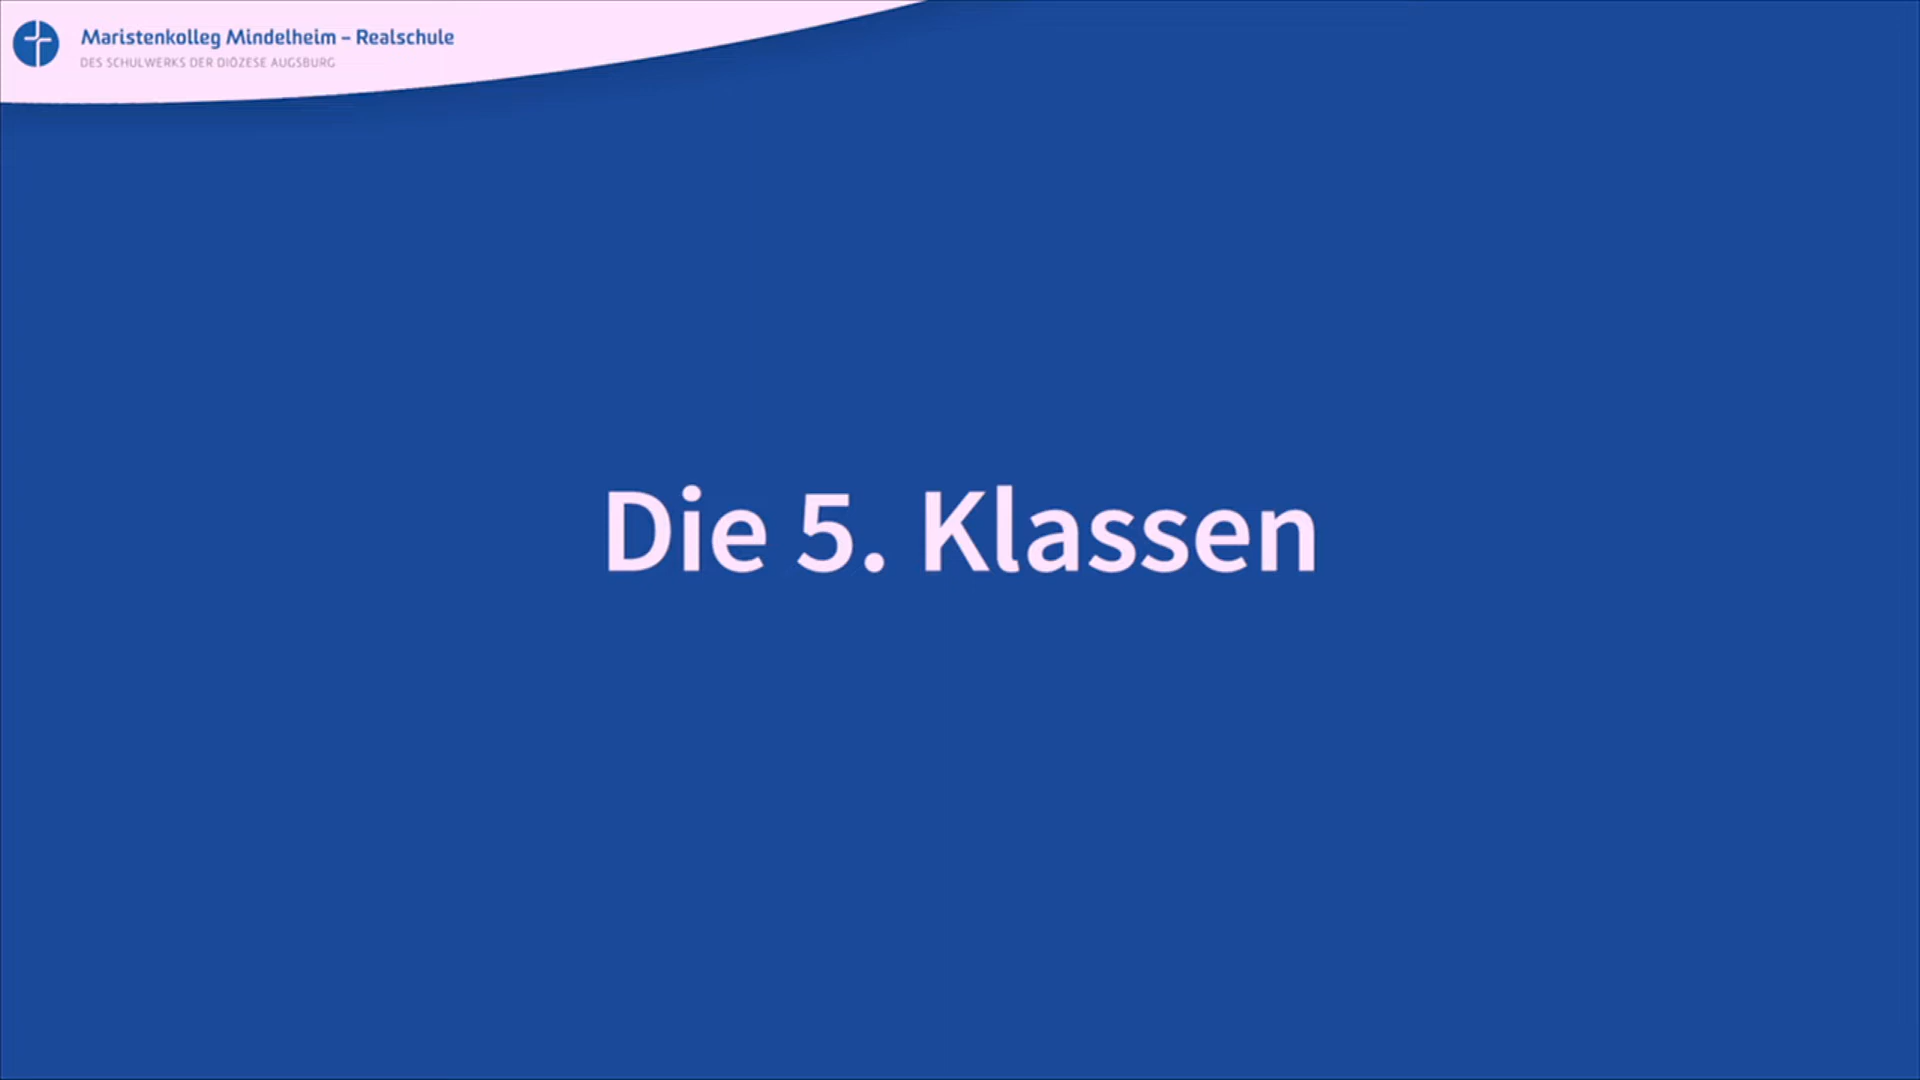 Maristenkolleg Mindelheim – Realschule
DES SCHULWERKS DER DIÖZESE AUGSBURG
Die 5. Klassen